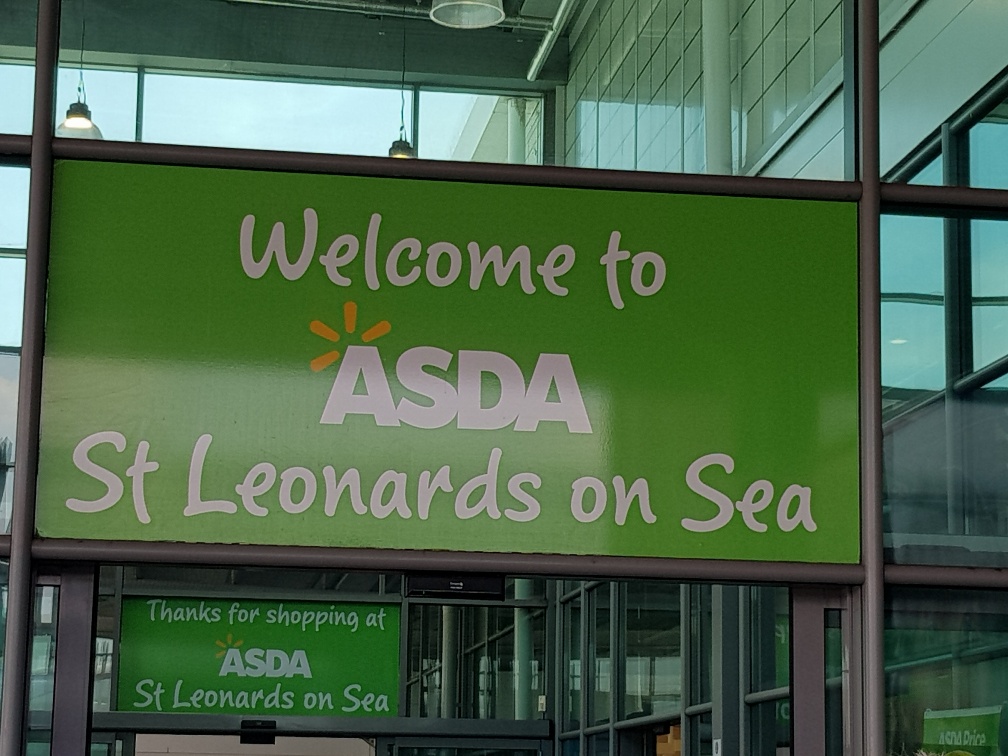 Welcome to
ASDA
St Leonards on Sea
Thanks for shopping at
ASDA
St Leonards on Sea
ASDA Price